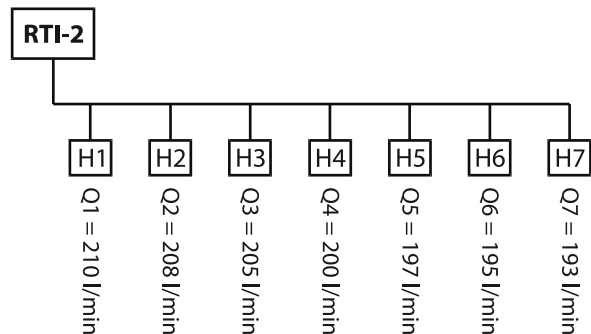 RTI-2
H1 H2 H3 H4 H5 H6 H7
Q1 = 210 l/min
Q2 = 208 l/min
Q3 = 205 l/min
Q4 = 200 l/min
Q5 = 197 l/min
Q6 = 195 l/min
Q7 = 193 l/min